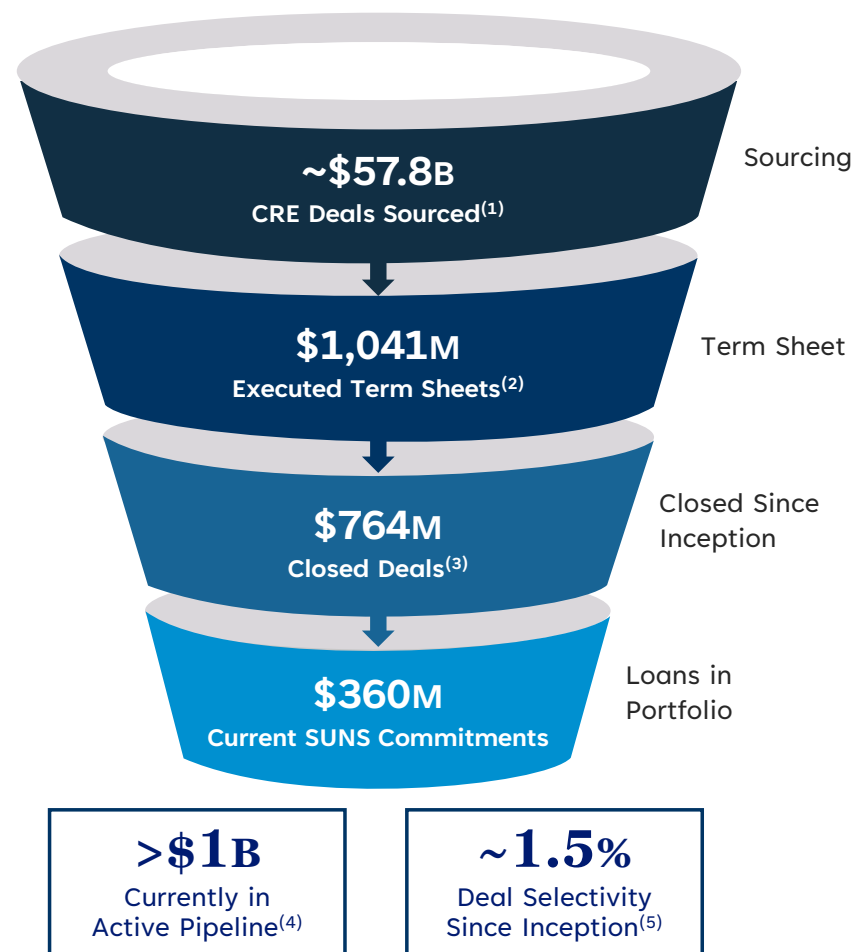 ~$57.8B
CRE Deals Sourced(1)
Sourcing
$1,041M
Executed Term Sheets(2)
Term Sheet
$764M
Closed Deals(3)
Closed Since
Inception
$360M
Current SUNS Commitments
Loans in
Portfolio
>$1B
Currently in
Active Pipeline(4)
~1.5%
Deal Selectivity
Since Inception(5)